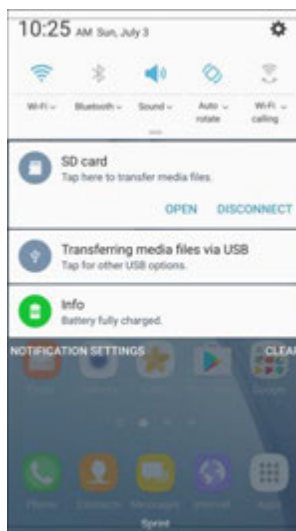 10:25 AM Sun, July 3
Wi-Fi
Bluetooth
Sound
Auto rotate
Wi-Fi calling
SD card
Tap here to transfer media files.
OPEN DISCONNECT
Transferring media files via USB
Tap for other USB options.
Info
Battery fully charged.
NOTIFICATION SETTINGS CLEAR
Google
Phone Contacts Messages Internet Apps
Sprint